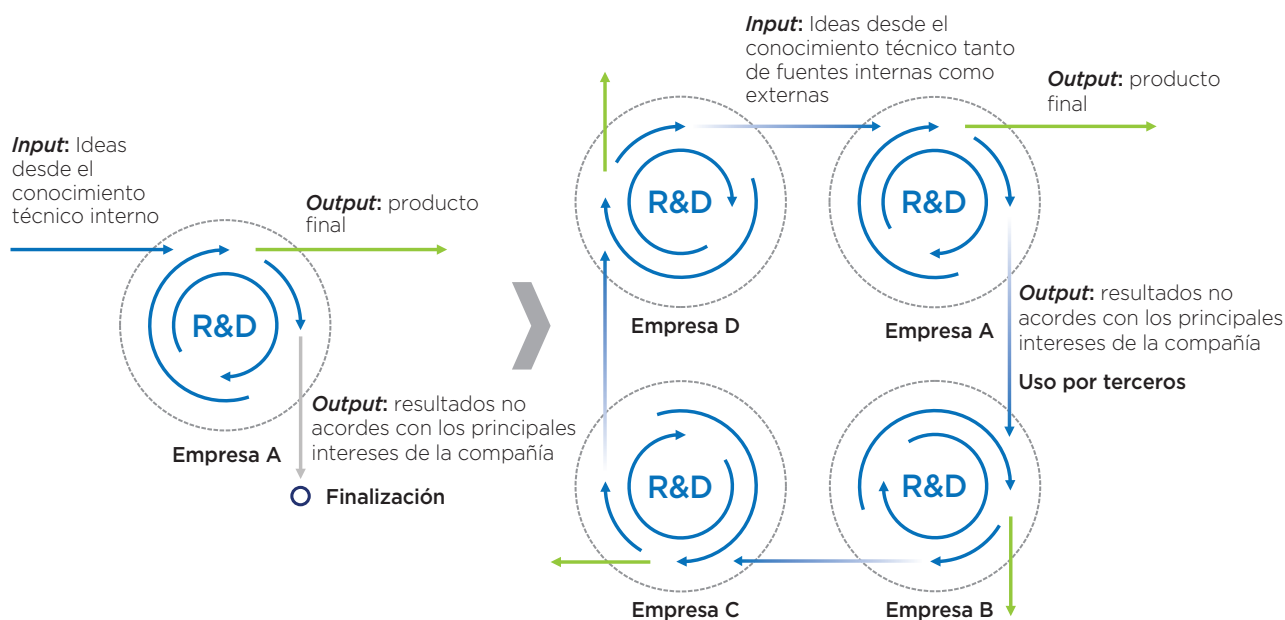 Input: Ideas
desde el
conocimiento
técnico interno
Output: producto
final
R&D
Empresa A
Output: resultados no
acordes con los principales
intereses de la compañía
Finalización
Input: Ideas desde el
conocimiento técnico tanto
de fuentes internas como
externas
Output: producto
final
R&D
Empresa D
R&D
Empresa A
Output: resultados no
acordes con los principales
intereses de la compañía
Uso por terceros
R&D
Empresa C
R&D
Empresa B